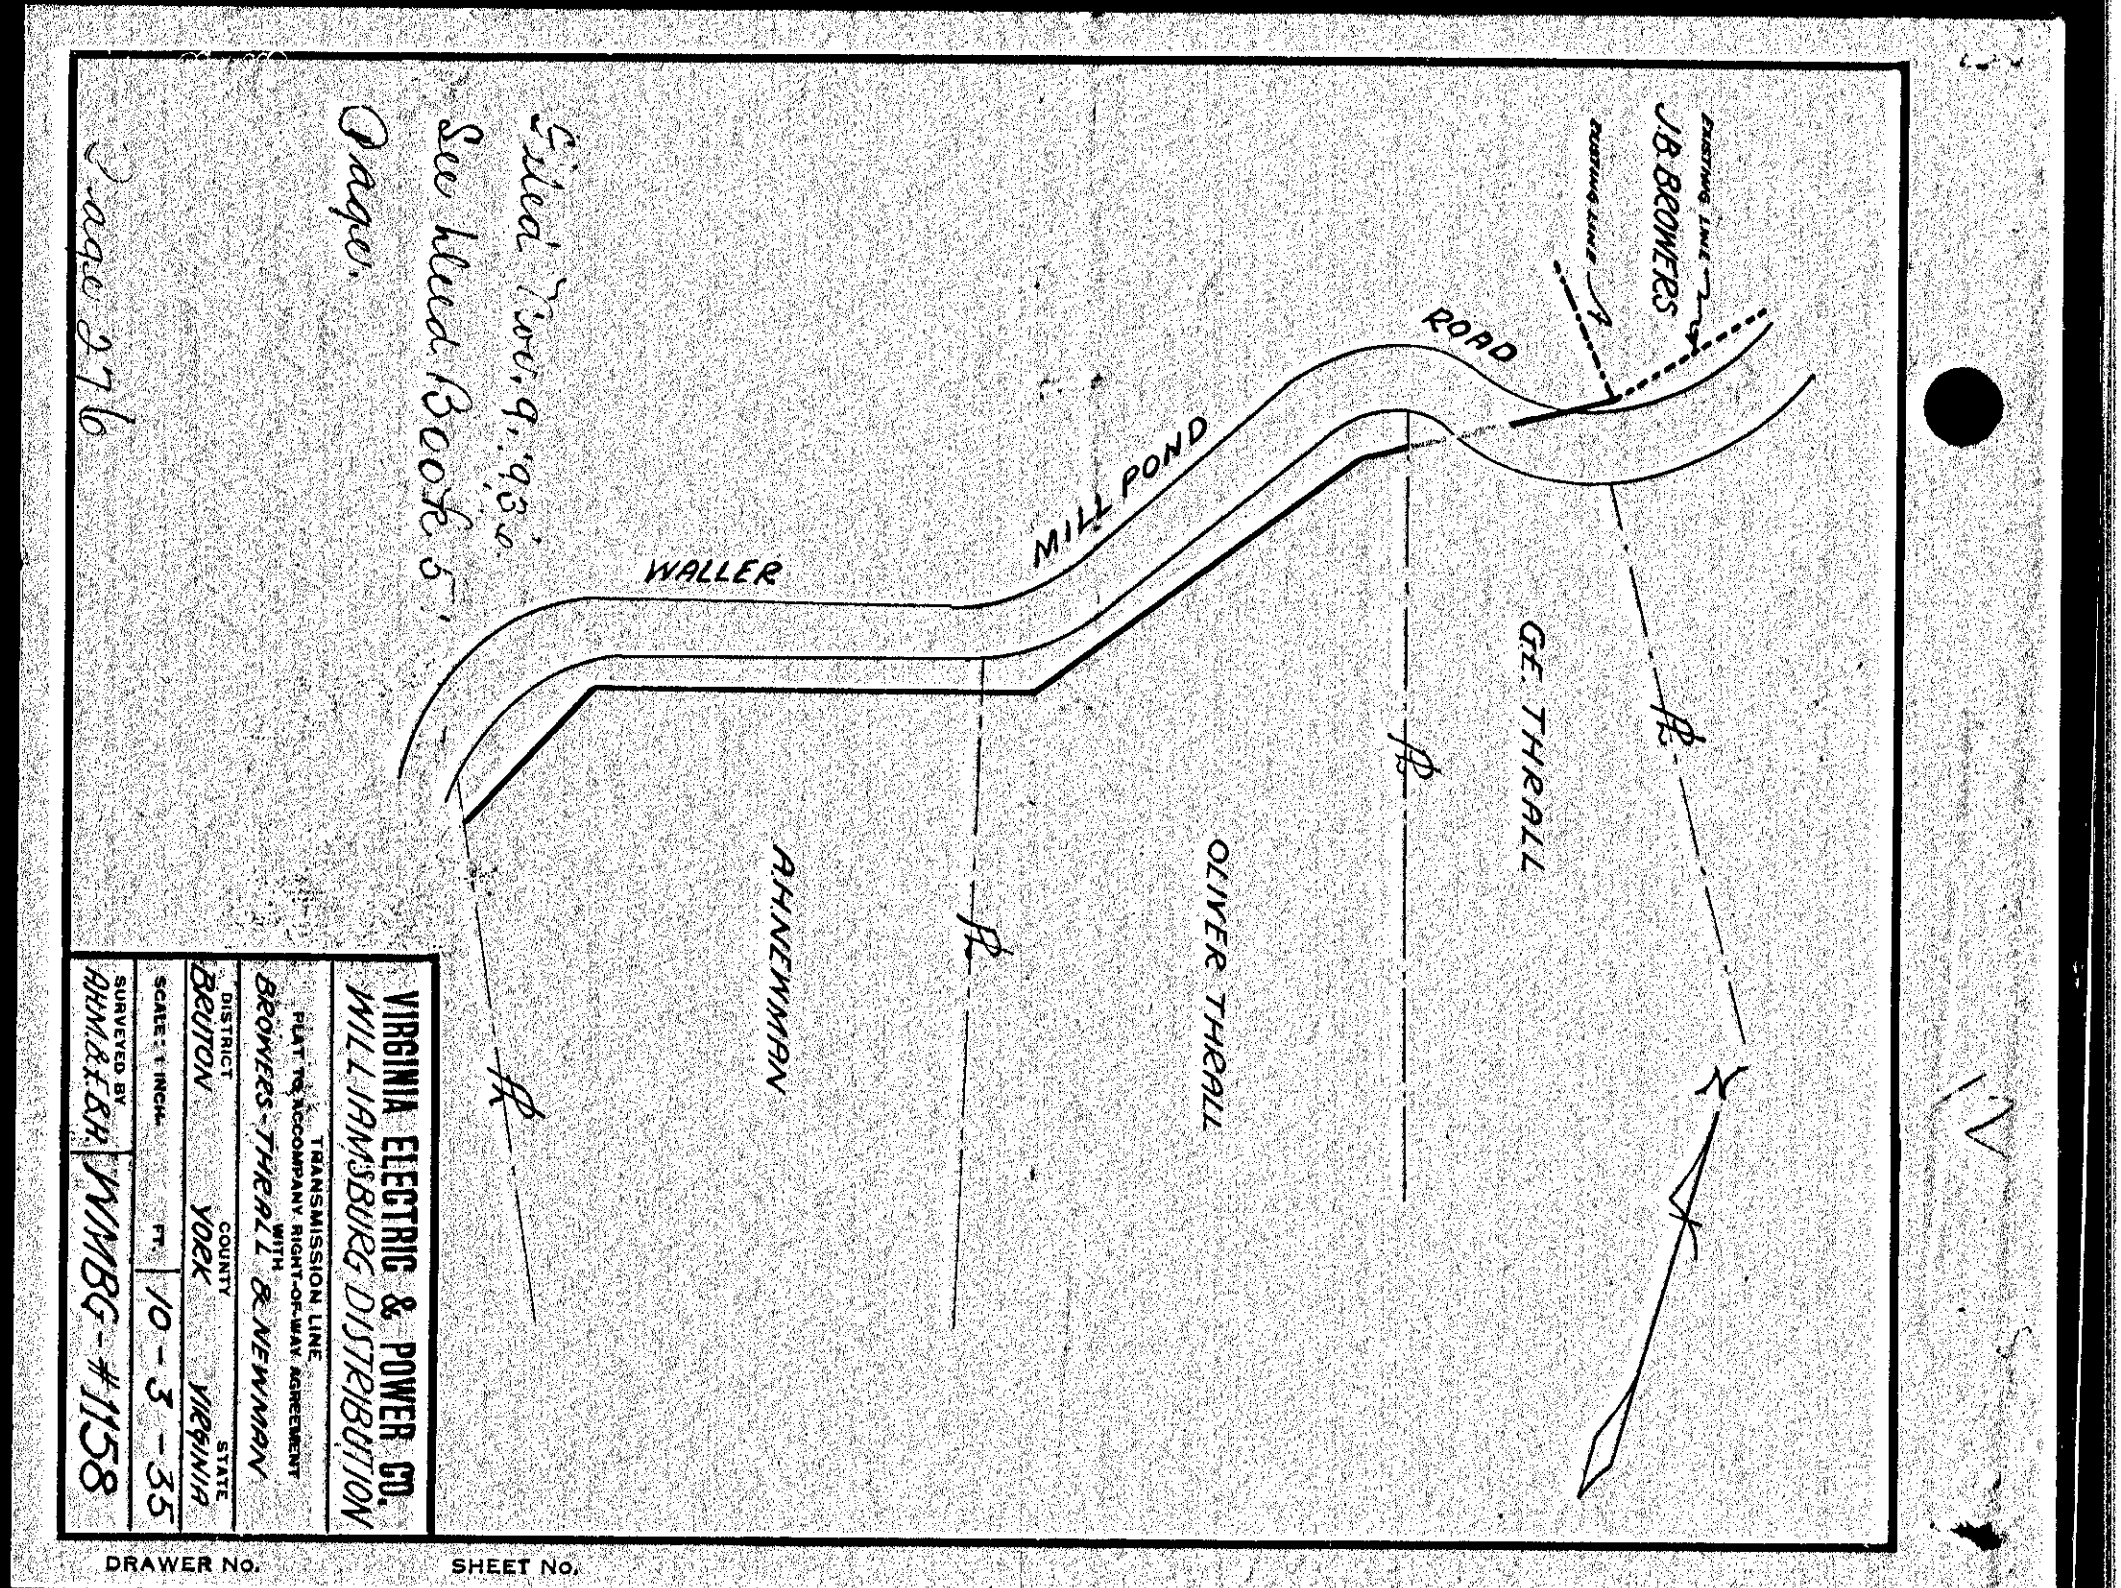 EXISTING LINE
J.B. BROWERS
EXISTING LINE
ROAD
MILL POND
WALLER
G.E. THRALL
OLIVER THRALL
A.H. NEWMAN
Filed Nov. 9, 1935.
See Deed Book 5,
Pages.
Page 276
VIRGINIA ELECTRIC & POWER CO.
WILLIAMSBURG DISTRIBUTION
TRANSMISSION LINE
PLAT TO ACCOMPANY RIGHT-OF-WAY AGREEMENT
WITH
BROWERS-THRALL & NEWMAN
DISTRICT COUNTY STATE
BRUTON YORK VIRGINIA
SCALE: 1 INCH FT. 10-3-35
SURVEYED BY
WMBG-#1158
DRAWER No. SHEET No.
N